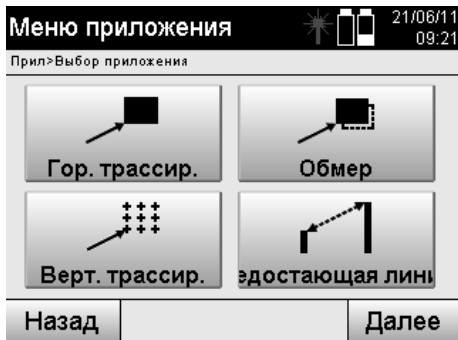 Меню приложения
21/06/11
09:21
Прил>Выбор приложения
Гор. трассир.
Обмер
Верт. трассир.
едостающая лини
Назад
Далее